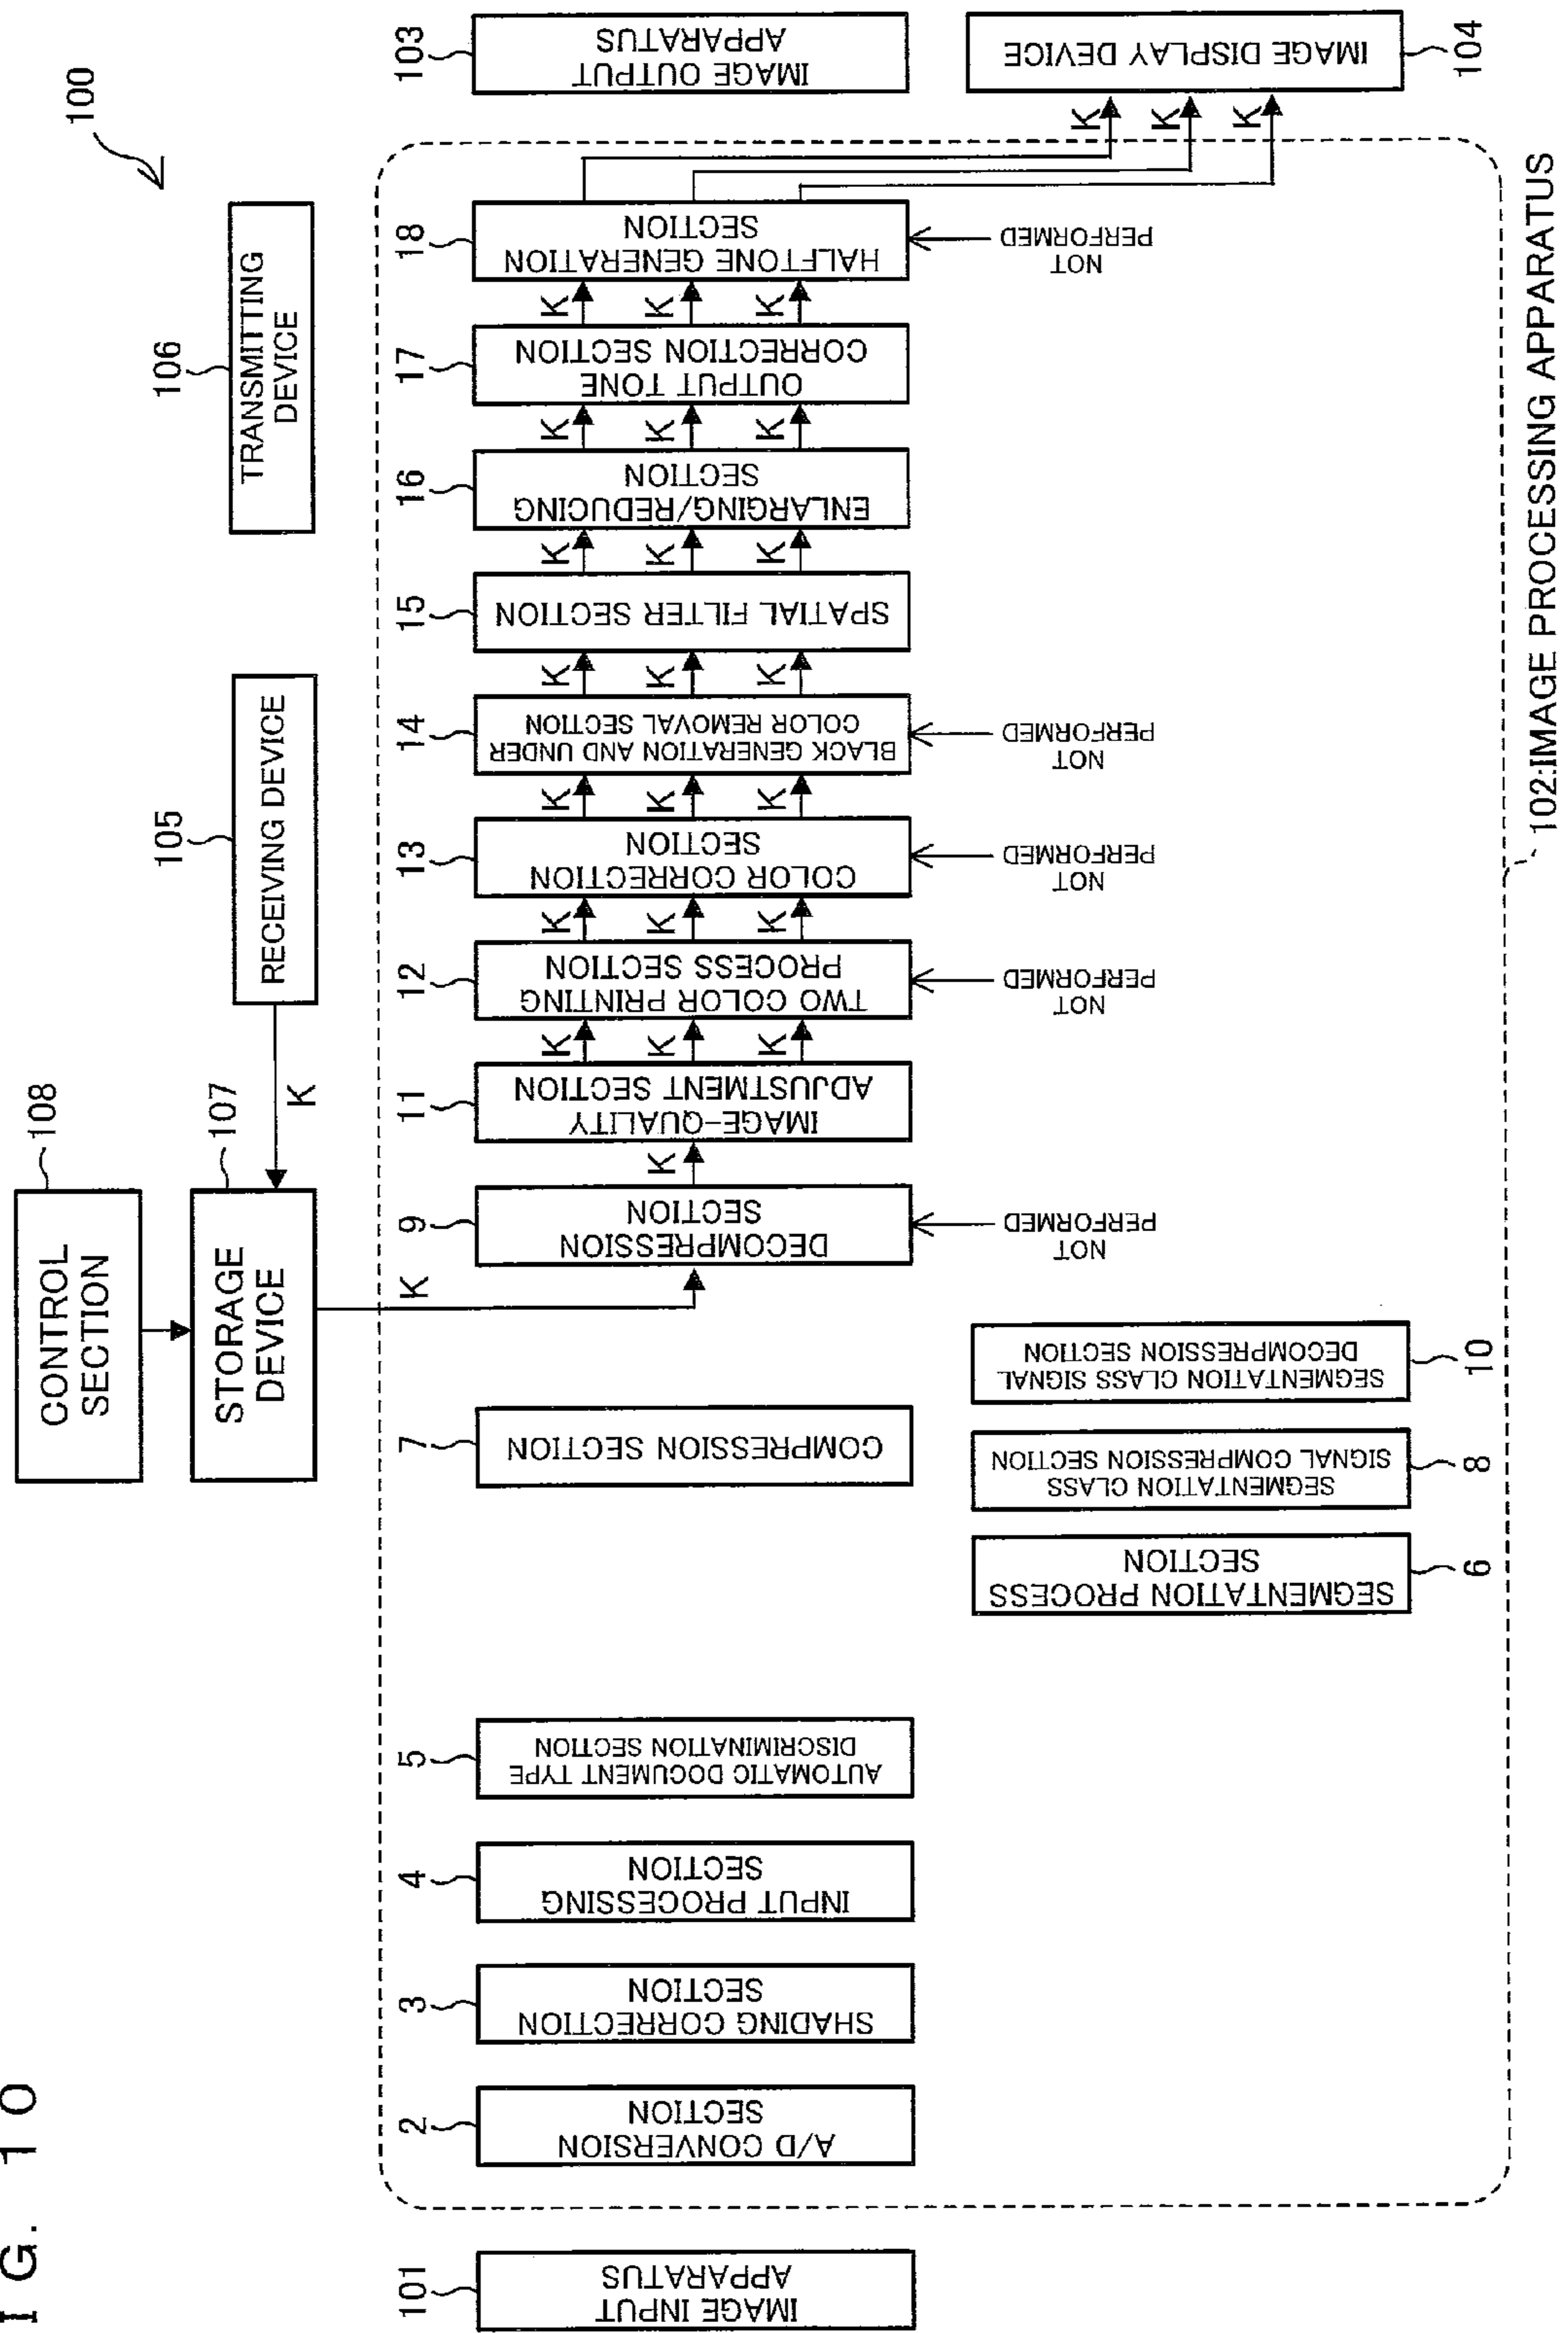 I G. 1 0
100
CONTROL
SECTION
108
STORAGE
DEVICE
107
K
RECEIVING DEVICE
105
TRANSMITTING
DEVICE
106
K
101
IMAGE INPUT
APPARATUS
2
A/D CONVERSION
SECTION
3
SHADING CORRECTION
SECTION
4
INPUT PROCESSING
SECTION
5
AUTOMATIC DOCUMENT TYPE
DISCRIMINATION SECTION
7
COMPRESSION SECTION
9
DECOMPRESSION
SECTION
NOT
PERFORMED
K
11
IMAGE-QUALITY
ADJUSTMENT SECTION
K
K
K
12
TWO COLOR PRINTING
PROCESS SECTION
NOT
PERFORMED
K
K
K
13
COLOR CORRECTION
SECTION
NOT
PERFORMED
K
K
K
14
BLACK GENERATION AND UNDER
COLOR REMOVAL SECTION
NOT
PERFORMED
K
K
K
15
SPATIAL FILTER SECTION
K
K
K
16
ENLARGING/REDUCING
SECTION
K
K
K
17
OUTPUT TONE
CORRECTION SECTION
K
K
K
18
HALFTONE GENERATION
SECTION
NOT
PERFORMED
K
K
K
103
IMAGE OUTPUT
APPARATUS
IMAGE DISPLAY DEVICE
104
SEGMENTATION PROCESS
SECTION
6
SEGMENTATION CLASS
SIGNAL COMPRESSION SECTION
8
SEGMENTATION CLASS SIGNAL
DECOMPRESSION SECTION
10
102:IMAGE PROCESSING APPARATUS